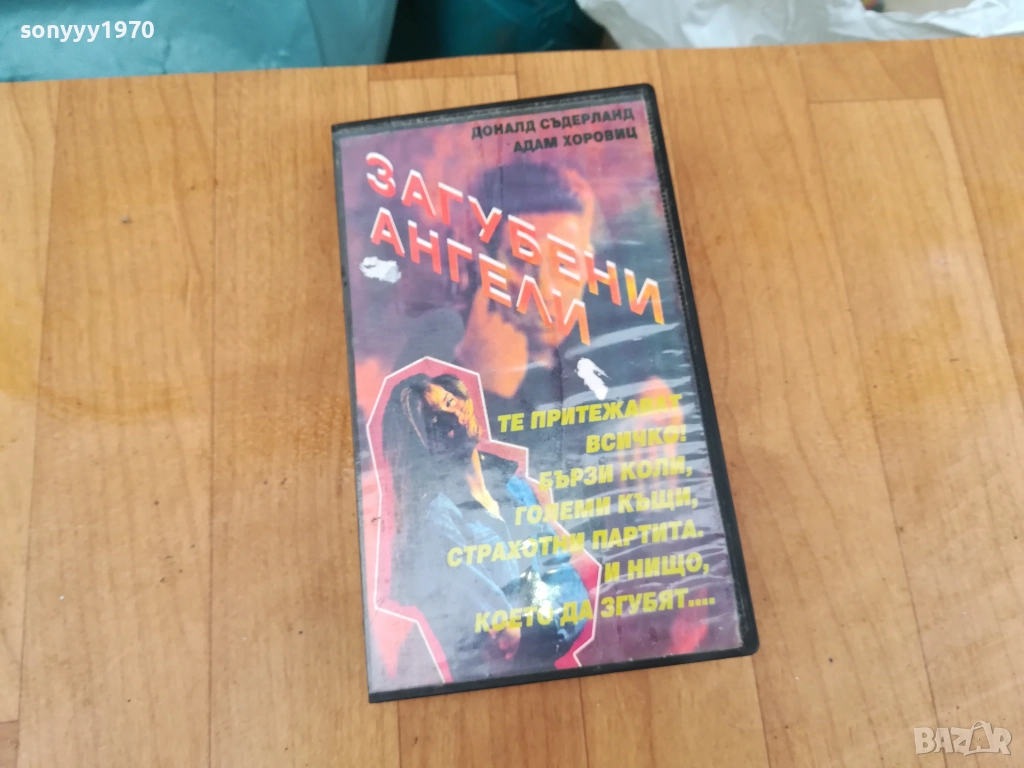 sonyyy1970
ДОНАЛД СЪДЕРЛАНД
АДАМ ХОРОВИЦ
ЗАГУБЕНИ
АНГЕЛИ
ТЕ ПРИТЕЖАВАТ
ВСИЧКО!
БЪРЗИ КОЛИ,
ГОЛЕМИ КЪЩИ,
СТРАХОТНИ ПАРТИТА.
И НИЩО,
КОЕТО ДА ЗГУБЯТ....
BAZAR